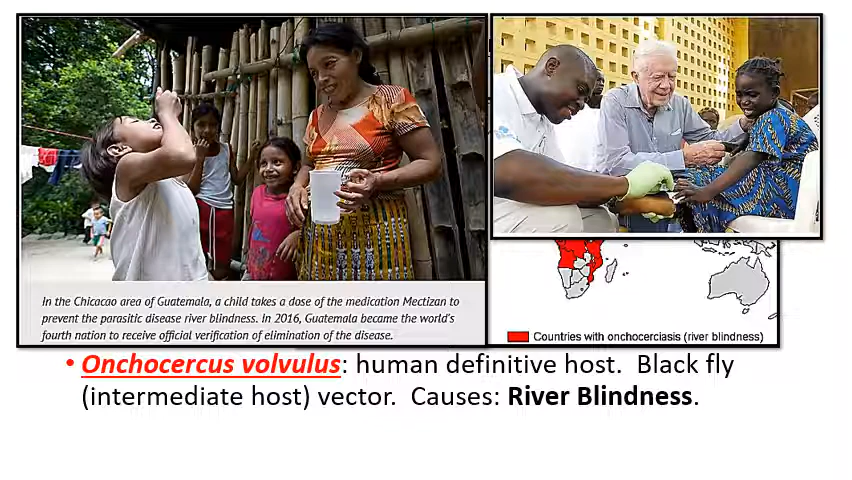 In the Chicacao area of Guatemala, a child takes a dose of the medication Mectizan to
prevent the parasitic disease river blindness. In 2016, Guatemala became the world's
fourth nation to receive official verification of elimination of the disease.
Countries with onchocerciasis (river blindness)
• Onchocercus volvulus: human definitive host. Black fly
(intermediate host) vector. Causes: River Blindness.